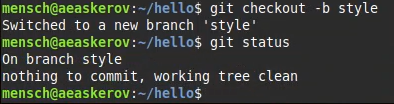 mensch@aeaskerov:~/hello$ git checkout -b style
Switched to a new branch 'style'
mensch@aeaskerov:~/hello$ git status
On branch style
nothing to commit, working tree clean
mensch@aeaskerov:~/hello$